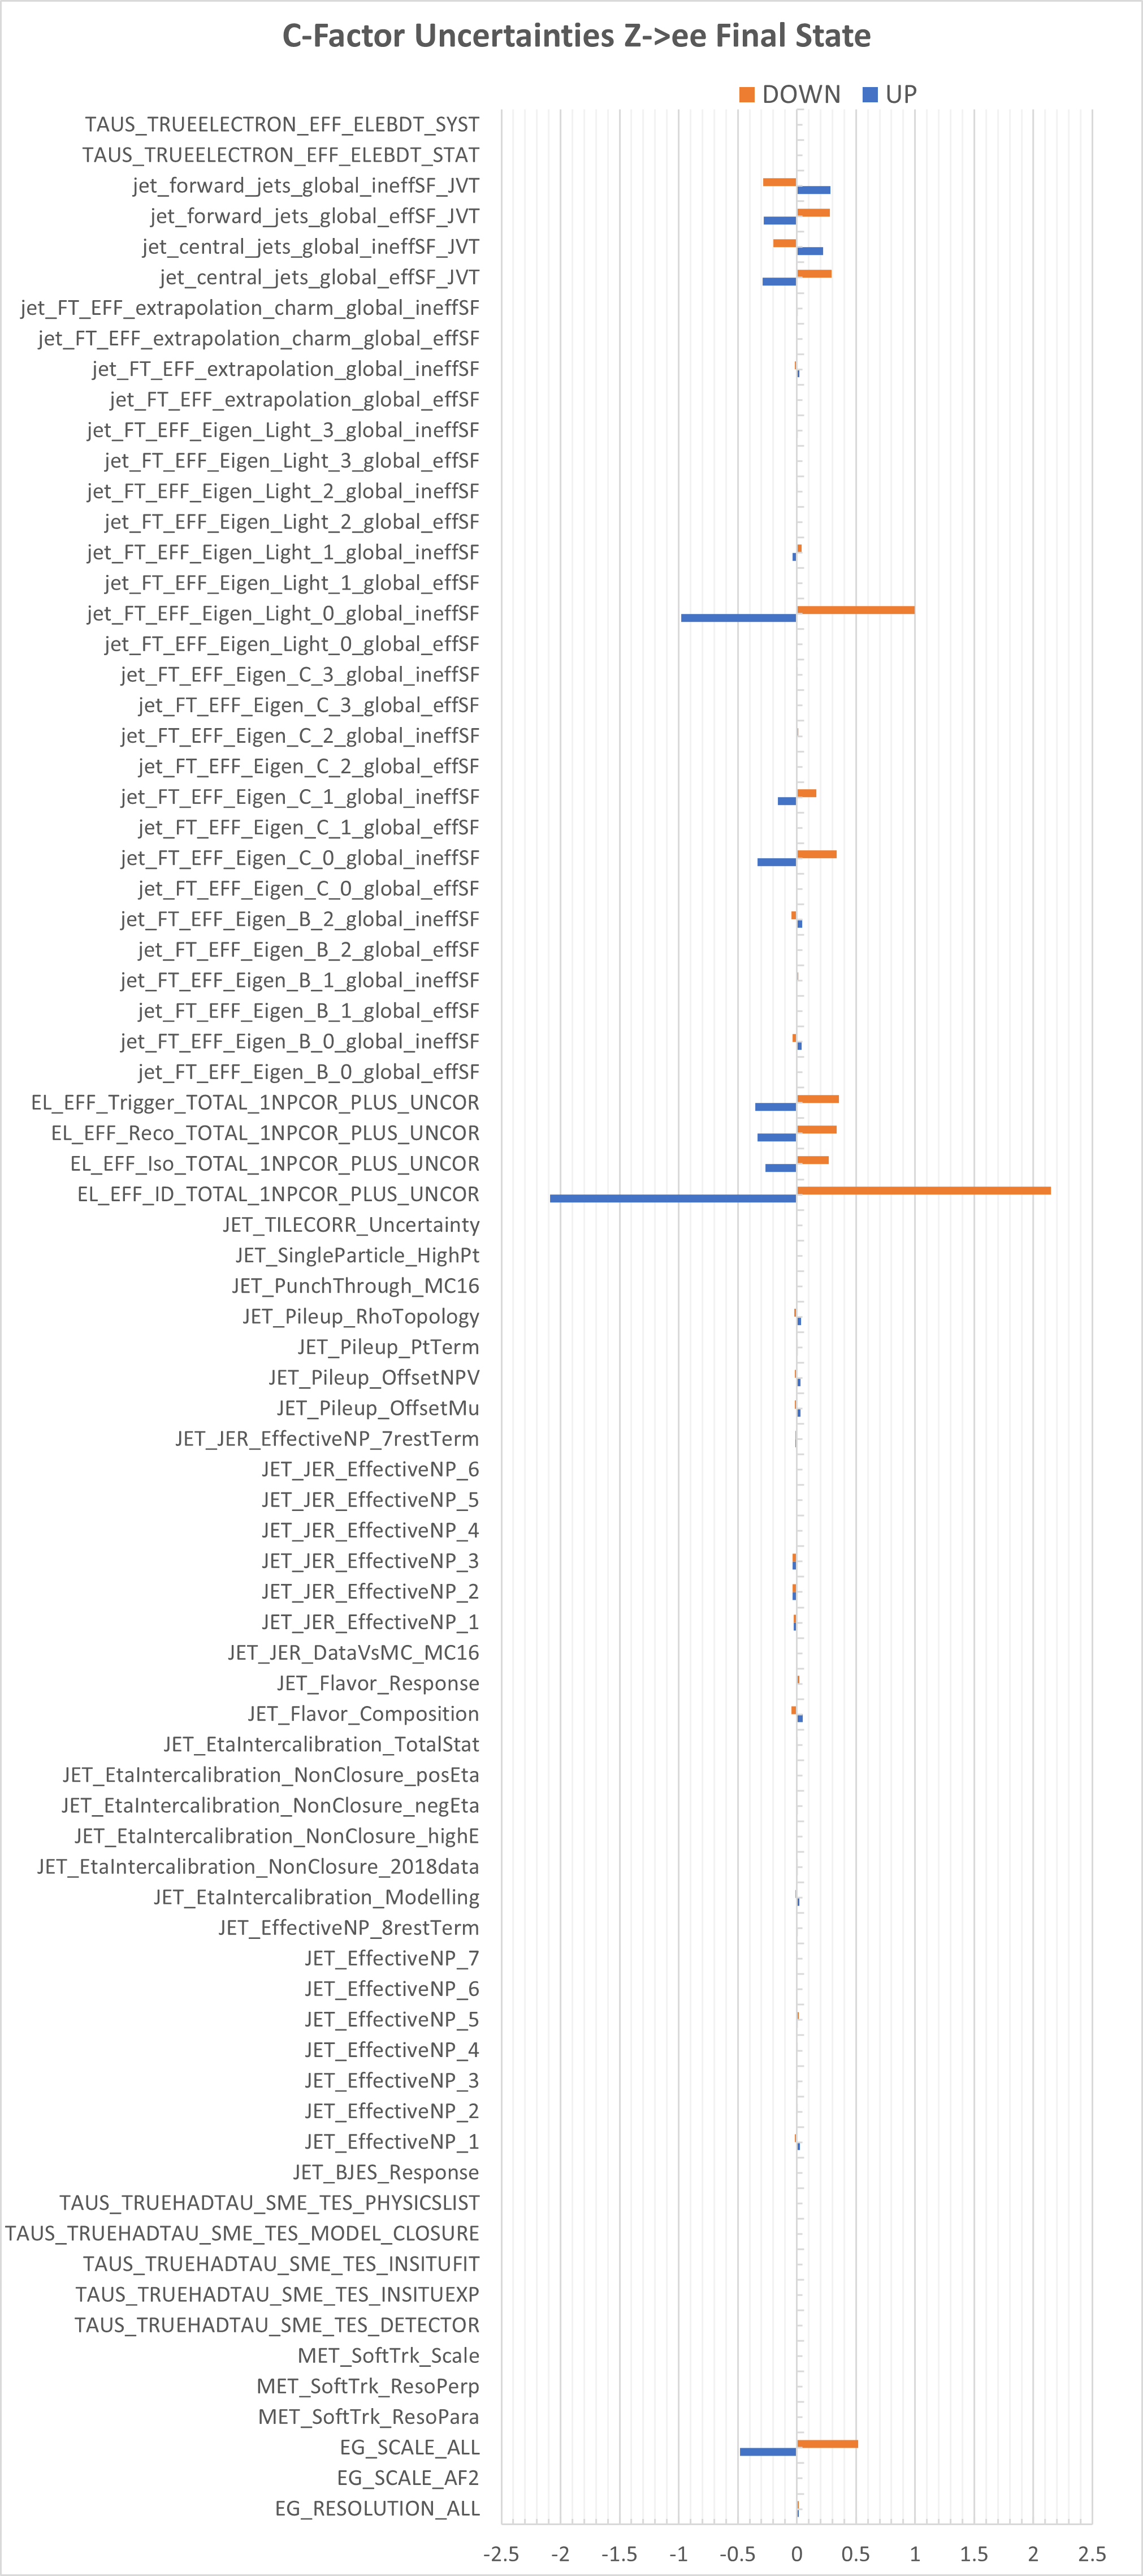 C-Factor Uncertainties Z->ee Final State
DOWN UP
TAUS_TRUEELECTRON_EFF_ELEBDT_SYST
TAUS_TRUEELECTRON_EFF_ELEBDT_STAT
jet_forward_jets_global_ineffSF_JVT
jet_forward_jets_global_effSF_JVT
jet_central_jets_global_ineffSF_JVT
jet_central_jets_global_effSF_JVT
jet_FT_EFF_extrapolation_charm_global_ineffSF
jet_FT_EFF_extrapolation_charm_global_effSF
jet_FT_EFF_extrapolation_global_ineffSF
jet_FT_EFF_extrapolation_global_effSF
jet_FT_EFF_Eigen_Light_3_global_ineffSF
jet_FT_EFF_Eigen_Light_3_global_effSF
jet_FT_EFF_Eigen_Light_2_global_ineffSF
jet_FT_EFF_Eigen_Light_2_global_effSF
jet_FT_EFF_Eigen_Light_1_global_ineffSF
jet_FT_EFF_Eigen_Light_1_global_effSF
jet_FT_EFF_Eigen_Light_0_global_ineffSF
jet_FT_EFF_Eigen_Light_0_global_effSF
jet_FT_EFF_Eigen_C_3_global_ineffSF
jet_FT_EFF_Eigen_C_3_global_effSF
jet_FT_EFF_Eigen_C_2_global_ineffSF
jet_FT_EFF_Eigen_C_2_global_effSF
jet_FT_EFF_Eigen_C_1_global_ineffSF
jet_FT_EFF_Eigen_C_1_global_effSF
jet_FT_EFF_Eigen_C_0_global_ineffSF
jet_FT_EFF_Eigen_C_0_global_effSF
jet_FT_EFF_Eigen_B_2_global_ineffSF
jet_FT_EFF_Eigen_B_2_global_effSF
jet_FT_EFF_Eigen_B_1_global_ineffSF
jet_FT_EFF_Eigen_B_1_global_effSF
jet_FT_EFF_Eigen_B_0_global_ineffSF
jet_FT_EFF_Eigen_B_0_global_effSF
EL_EFF_Trigger_TOTAL_1NPCOR_PLUS_UNCOR
EL_EFF_Reco_TOTAL_1NPCOR_PLUS_UNCOR
EL_EFF_Iso_TOTAL_1NPCOR_PLUS_UNCOR
EL_EFF_ID_TOTAL_1NPCOR_PLUS_UNCOR
JET_TILECORR_Uncertainty
JET_SingleParticle_HighPt
JET_PunchThrough_MC16
JET_Pileup_RhoTopology
JET_Pileup_PtTerm
JET_Pileup_OffsetNPV
JET_Pileup_OffsetMu
JET_JER_EffectiveNP_7restTerm
JET_JER_EffectiveNP_6
JET_JER_EffectiveNP_5
JET_JER_EffectiveNP_4
JET_JER_EffectiveNP_3
JET_JER_EffectiveNP_2
JET_JER_EffectiveNP_1
JET_JER_DataVsMC_MC16
JET_Flavor_Response
JET_Flavor_Composition
JET_EtaIntercalibration_TotalStat
JET_EtaIntercalibration_NonClosure_posEta
JET_EtaIntercalibration_NonClosure_negEta
JET_EtaIntercalibration_NonClosure_highE
JET_EtaIntercalibration_NonClosure_2018data
JET_EtaIntercalibration_Modelling
JET_EffectiveNP_8restTerm
JET_EffectiveNP_7
JET_EffectiveNP_6
JET_EffectiveNP_5
JET_EffectiveNP_4
JET_EffectiveNP_3
JET_EffectiveNP_2
JET_EffectiveNP_1
JET_BJES_Response
TAUS_TRUEHADTAU_SME_TES_PHYSICSLIST
TAUS_TRUEHADTAU_SME_TES_MODEL_CLOSURE
TAUS_TRUEHADTAU_SME_TES_INSITUFIT
TAUS_TRUEHADTAU_SME_TES_INSITUEXP
TAUS_TRUEHADTAU_SME_TES_DETECTOR
MET_SoftTrk_Scale
MET_SoftTrk_ResoPerp
MET_SoftTrk_ResoPara
EG_SCALE_ALL
EG_SCALE_AF2
EG_RESOLUTION_ALL
-2.5 -2 -1.5 -1 -0.5 0 0.5 1 1.5 2 2.5